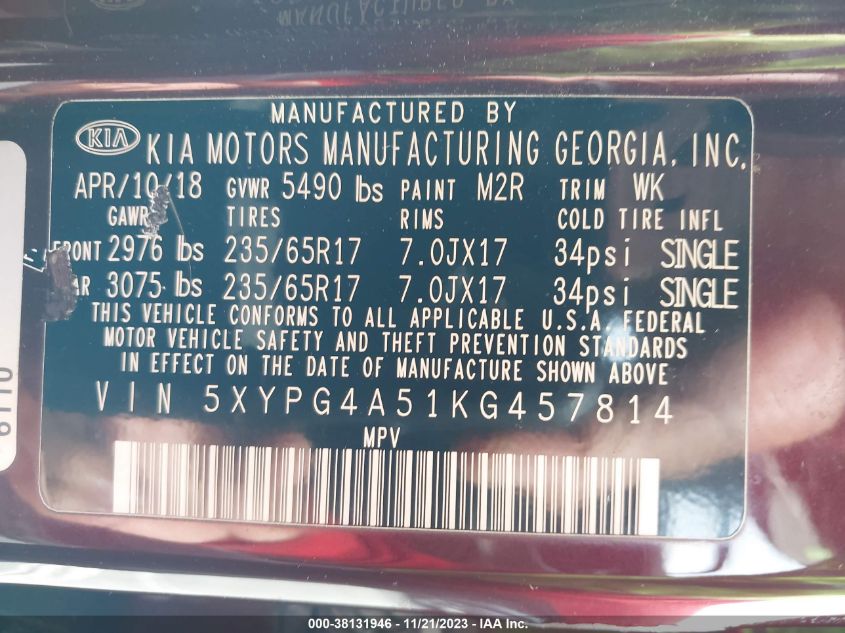 MANUFACTURED BY
KIA KIA MOTORS MANUFACTURING GEORGIA, INC.
APR/10/18 GVWR 5490 lbs PAINT M2R TRIM WK
GAWR TIRES RIMS COLD TIRE INFL
FRONT 2976 lbs 235/65R17 7.0JX17 34psi SINGLE
3075 lbs 235/65R17 7.0JX17 34psi SINGLE
THIS VEHICLE CONFORMS TO ALL APPLICABLE U.S.A. FEDERAL
MOTOR VEHICLE SAFETY AND THEFT PREVENTION STANDARDS
IN EFFECT ON THE DATE OF MANUFACTURE SHOWN ABOVE
VIN 5XYPG4A51KG457814
MPV
000-38131946 - 11/21/2023 - IAA Inc.